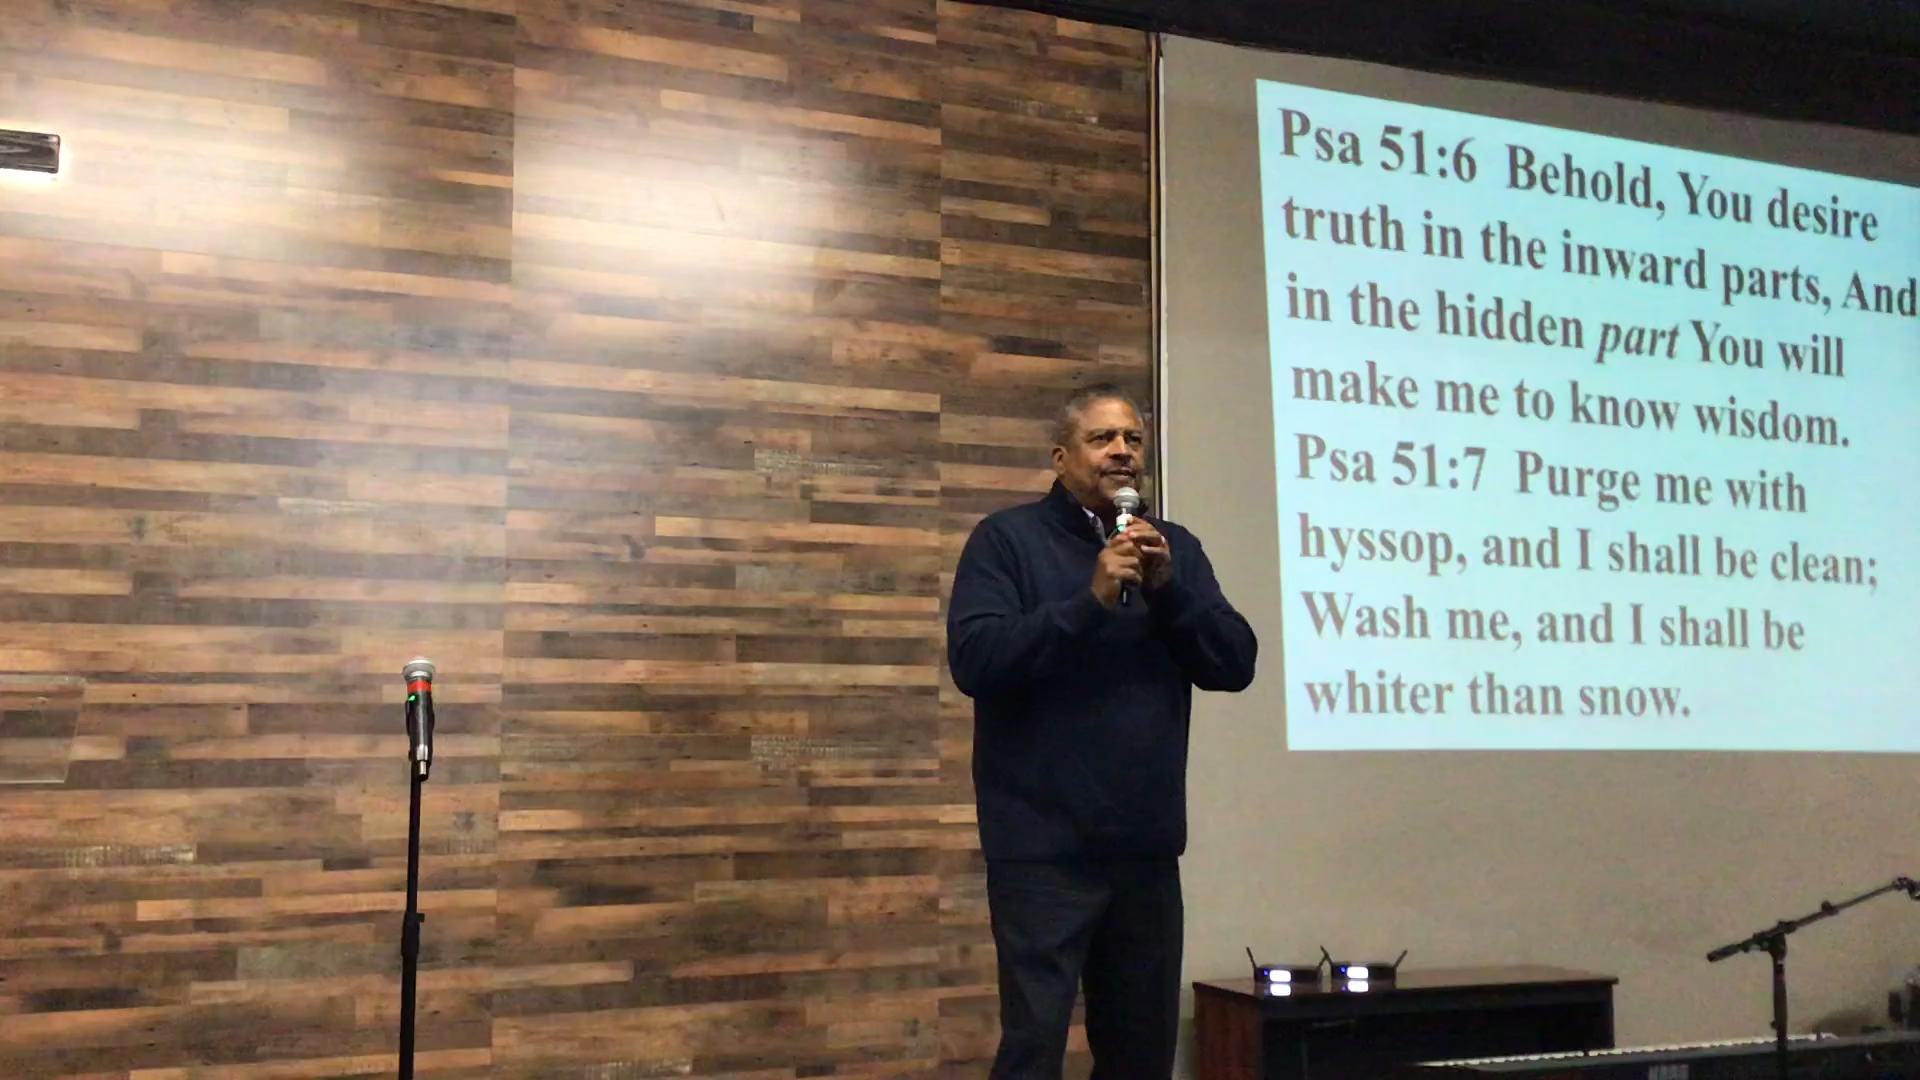 Psa 51:6 Behold, You desire
truth in the inward parts, And
in the hidden part You will
make me to know wisdom.
Psa 51:7 Purge me with
hyssop, and I shall be clean;
Wash me, and I shall be
whiter than snow.
KORG